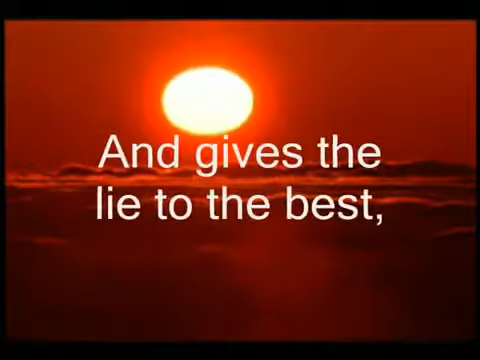 And gives the
lie to the best,